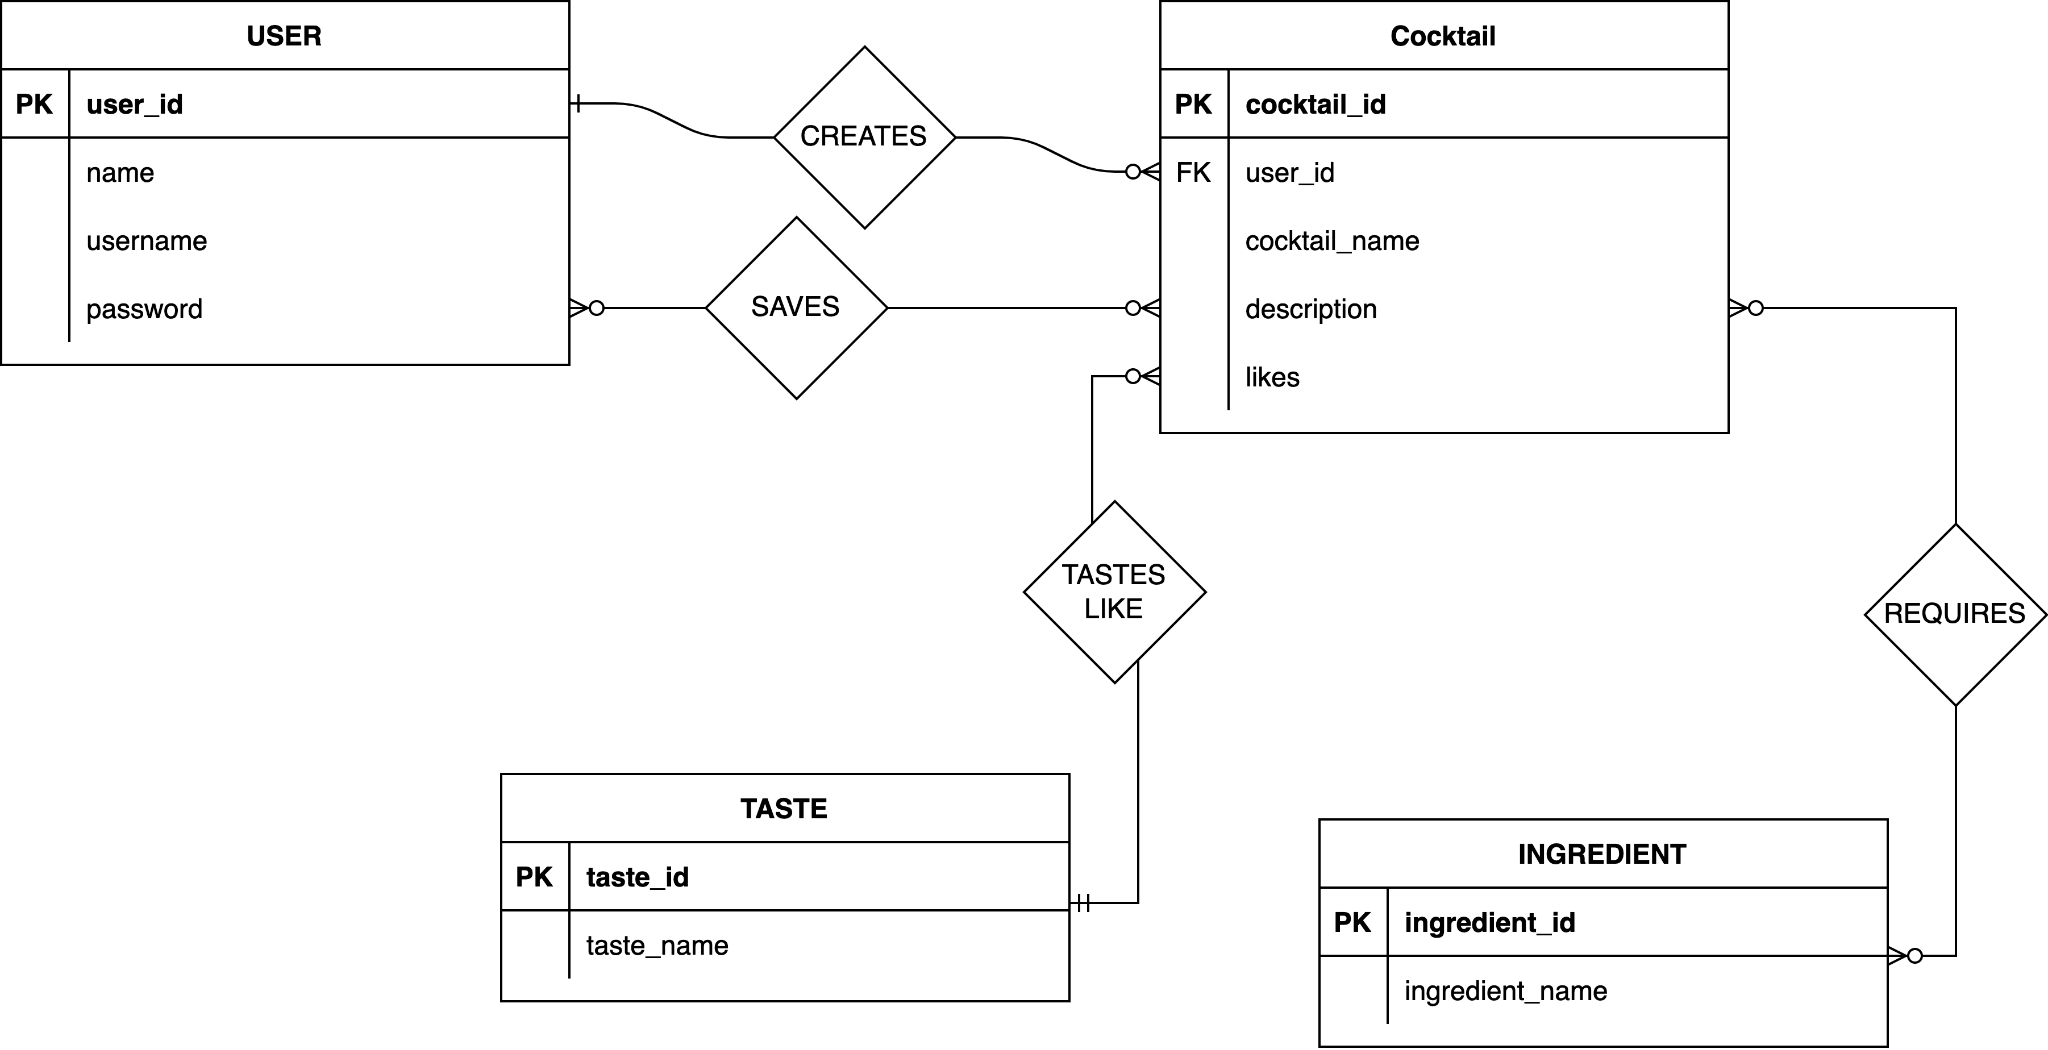 USER
PK user_id
name
username
password
CREATES
SAVES
Cocktail
PK cocktail_id
FK user_id
cocktail_name
description
likes
TASTES
LIKE
REQUIRES
TASTE
PK taste_id
taste_name
INGREDIENT
PK ingredient_id
ingredient_name